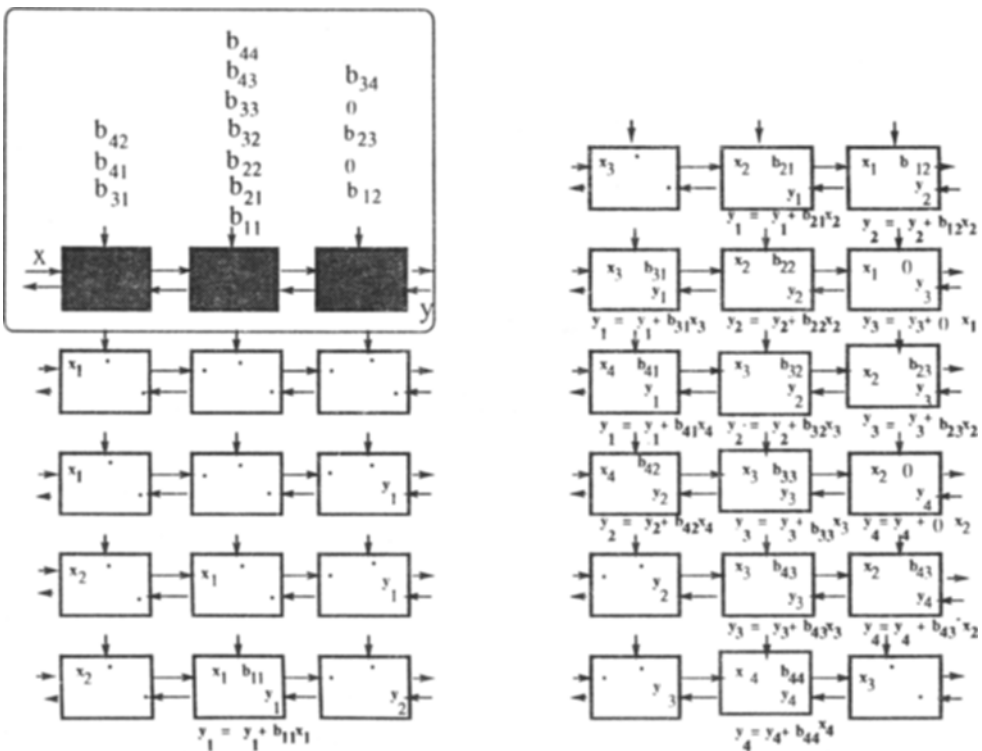 b44
b43 b34
b33 0
b42 b32 b23
b41 b22 0
b31 b21 b12
b11
X
y
x1
x1 y1
x2 x1 y1
x2 x1 b11 y1 y2
y1 = y1 + b11x1
x3 x2 b21 y1 x1 b12 y2
y1 = y1 + b21x2 y2 = y2 + b12x2
x3 b31 y1 x2 b22 y2 x1 0 y3
y1 = y1 + b31x3 y2 = y2+ b22x2 y3 = y3+ 0 x1
x4 b41 y1 x3 b32 y2 x2 b23 y3
y1 = y1 + b41x4 y2 = y2 + b32x3 y3 = y3+ b23x2
x4 b42 y2 x3 b33 y3 x2 0 y4
y2 = y2+ b42x4 y3 = y3+ b33x3 y4 = y4 + 0 x2
y2 x3 b43 y3 x2 b43 y4
y3 = y3+ b43x3 y4 = y4 + b43·x2
y3 x4 b44 y4 x3
y4 = y4+ b44x4